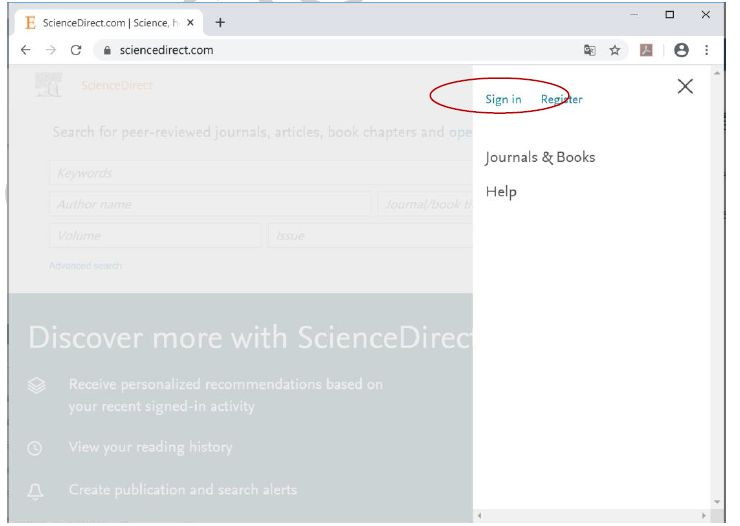 ScienceDirect.com | Science, h
sciencedirect.com
ScienceDirect
Sign in Register
Search for peer-reviewed journals, articles, book chapters and ope
Keywords
Author name
Journal/book ti
Volume
Issue
Advanced search
Journals & Books
Help
Discover more with ScienceDirec
Receive personalized recommendations based on
your recent signed-in activity
View your reading history
Create publication and search alerts